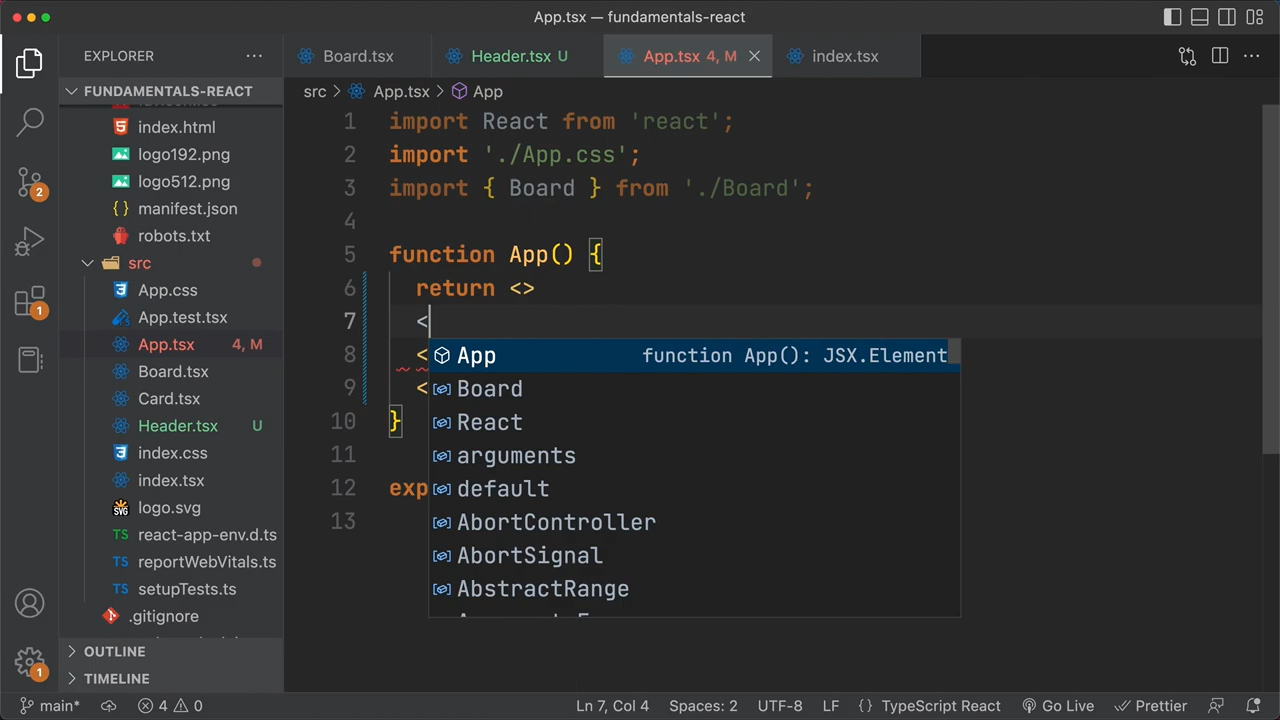 App.tsx — fundamentals-react
EXPLORER
FUNDAMENTALS-REACT
index.html
logo192.png
logo512.png
manifest.json
robots.txt
src
App.css
App.test.tsx
App.tsx 4, M
Board.tsx
Card.tsx
Header.tsx U
index.css
index.tsx
logo.svg
react-app-env.d.ts
reportWebVitals.ts
setupTests.ts
.gitignore
OUTLINE
TIMELINE
2
1
1
Board.tsx
Header.tsx U
App.tsx 4, M
index.tsx
src > App.tsx > App
1 import React from 'react';
2 import './App.css';
3 import { Board } from './Board';
4
5 function App() {
6 return <>
7 <
8 <
9 <
10 }
11
12 exp
13
App function App(): JSX.Element
Board
React
arguments
default
AbortController
AbortSignal
AbstractRange
main* 4 0
Ln 7, Col 4 Spaces: 2 UTF-8 LF {} TypeScript React Go Live Prettier